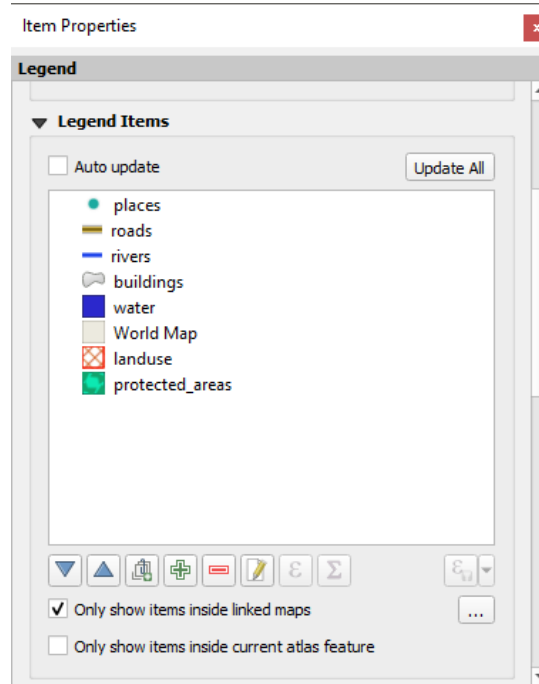 Item Properties
x
Legend
Legend Items
Auto update
Update All
places
roads
rivers
buildings
water
World Map
landuse
protected_areas
ε Σ ε
Only show items inside linked maps
...
Only show items inside current atlas feature